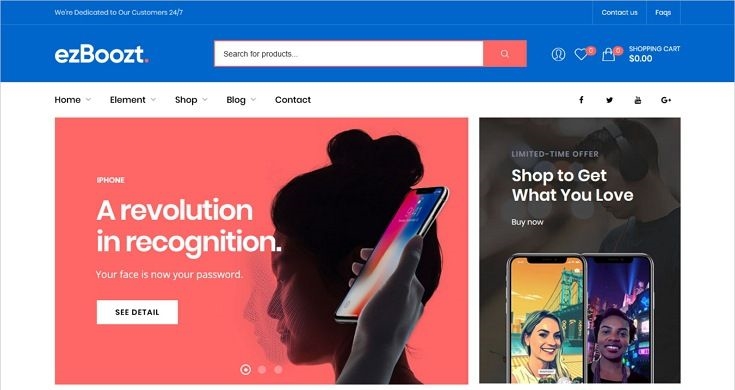 We're Dedicated to Our Customers 24/7
Contact us
Faqs
ezBoozt.
Search for products...
0
0
SHOPPING CART
$0.00
Home
Element
Shop
Blog
Contact
G+
IPHONE
A revolution
in recognition.
Your face is now your password.
SEE DETAIL
LIMITED-TIME OFFER
Shop to Get
What You Love
Buy now